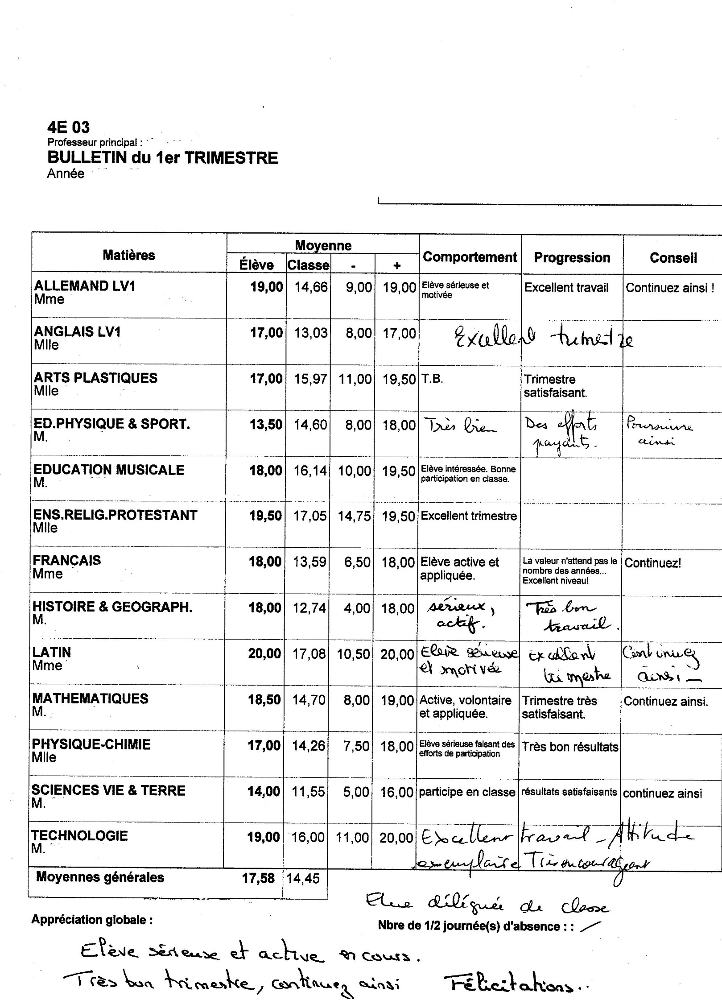 4E 03
Professeur principal :
BULLETIN du 1er TRIMESTRE
Année
Matières Moyenne Comportement Progression Conseil
Élève Classe - +
ALLEMAND LV1 19,00 14,66 9,00 19,00 Elève sérieuse et Excellent travail Continuez ainsi !
Mme motivée
ANGLAIS LV1 17,00 13,03 8,00 17,00 Excellent trimestre
Mlle
ARTS PLASTIQUES 17,00 15,97 11,00 19,50 T.B. Trimestre
Mlle satisfaisant.
ED.PHYSIQUE & SPORT. 13,50 14,60 8,00 18,00 Très bien Des efforts Poursuivre
M. payants. ainsi
EDUCATION MUSICALE 18,00 16,14 10,00 19,50 Elève intéressée. Bonne
M. participation en classe.
ENS.RELIG.PROTESTANT 19,50 17,05 14,75 19,50 Excellent trimestre
Mlle
FRANCAIS 18,00 13,59 6,50 18,00 Elève active et La valeur n'attend pas le Continuez!
Mme appliquée. nombre des années...
Excellent niveau!
HISTOIRE & GEOGRAPH. 18,00 12,74 4,00 18,00 sérieux, Très bon
M. actif. travail.
LATIN 20,00 17,08 10,50 20,00 Elève sérieuse excellent Continuez
Mme et motivée trimestre ainsi -
MATHEMATIQUES 18,50 14,70 8,00 19,00 Active, volontaire Trimestre très Continuez ainsi.
M. et appliquée. satisfaisant.
PHYSIQUE-CHIMIE 17,00 14,26 7,50 18,00 Elève sérieuse faisant des Très bon résultats
Mlle efforts de participation
SCIENCES VIE & TERRE 14,00 11,55 5,00 16,00 participe en classe résultats satisfaisants continuez ainsi
M.
TECHNOLOGIE 19,00 16,00 11,00 20,00 Excellent travail - Attitude
M. exemplaire Très encourageant
Moyennes générales 17,58 14,45
Elue déléguée de classe
Appréciation globale : Nbre de 1/2 journée(s) d'absence : : /
Elève sérieuse et active en cours.
Très bon trimestre, continuez ainsi Félicitations..